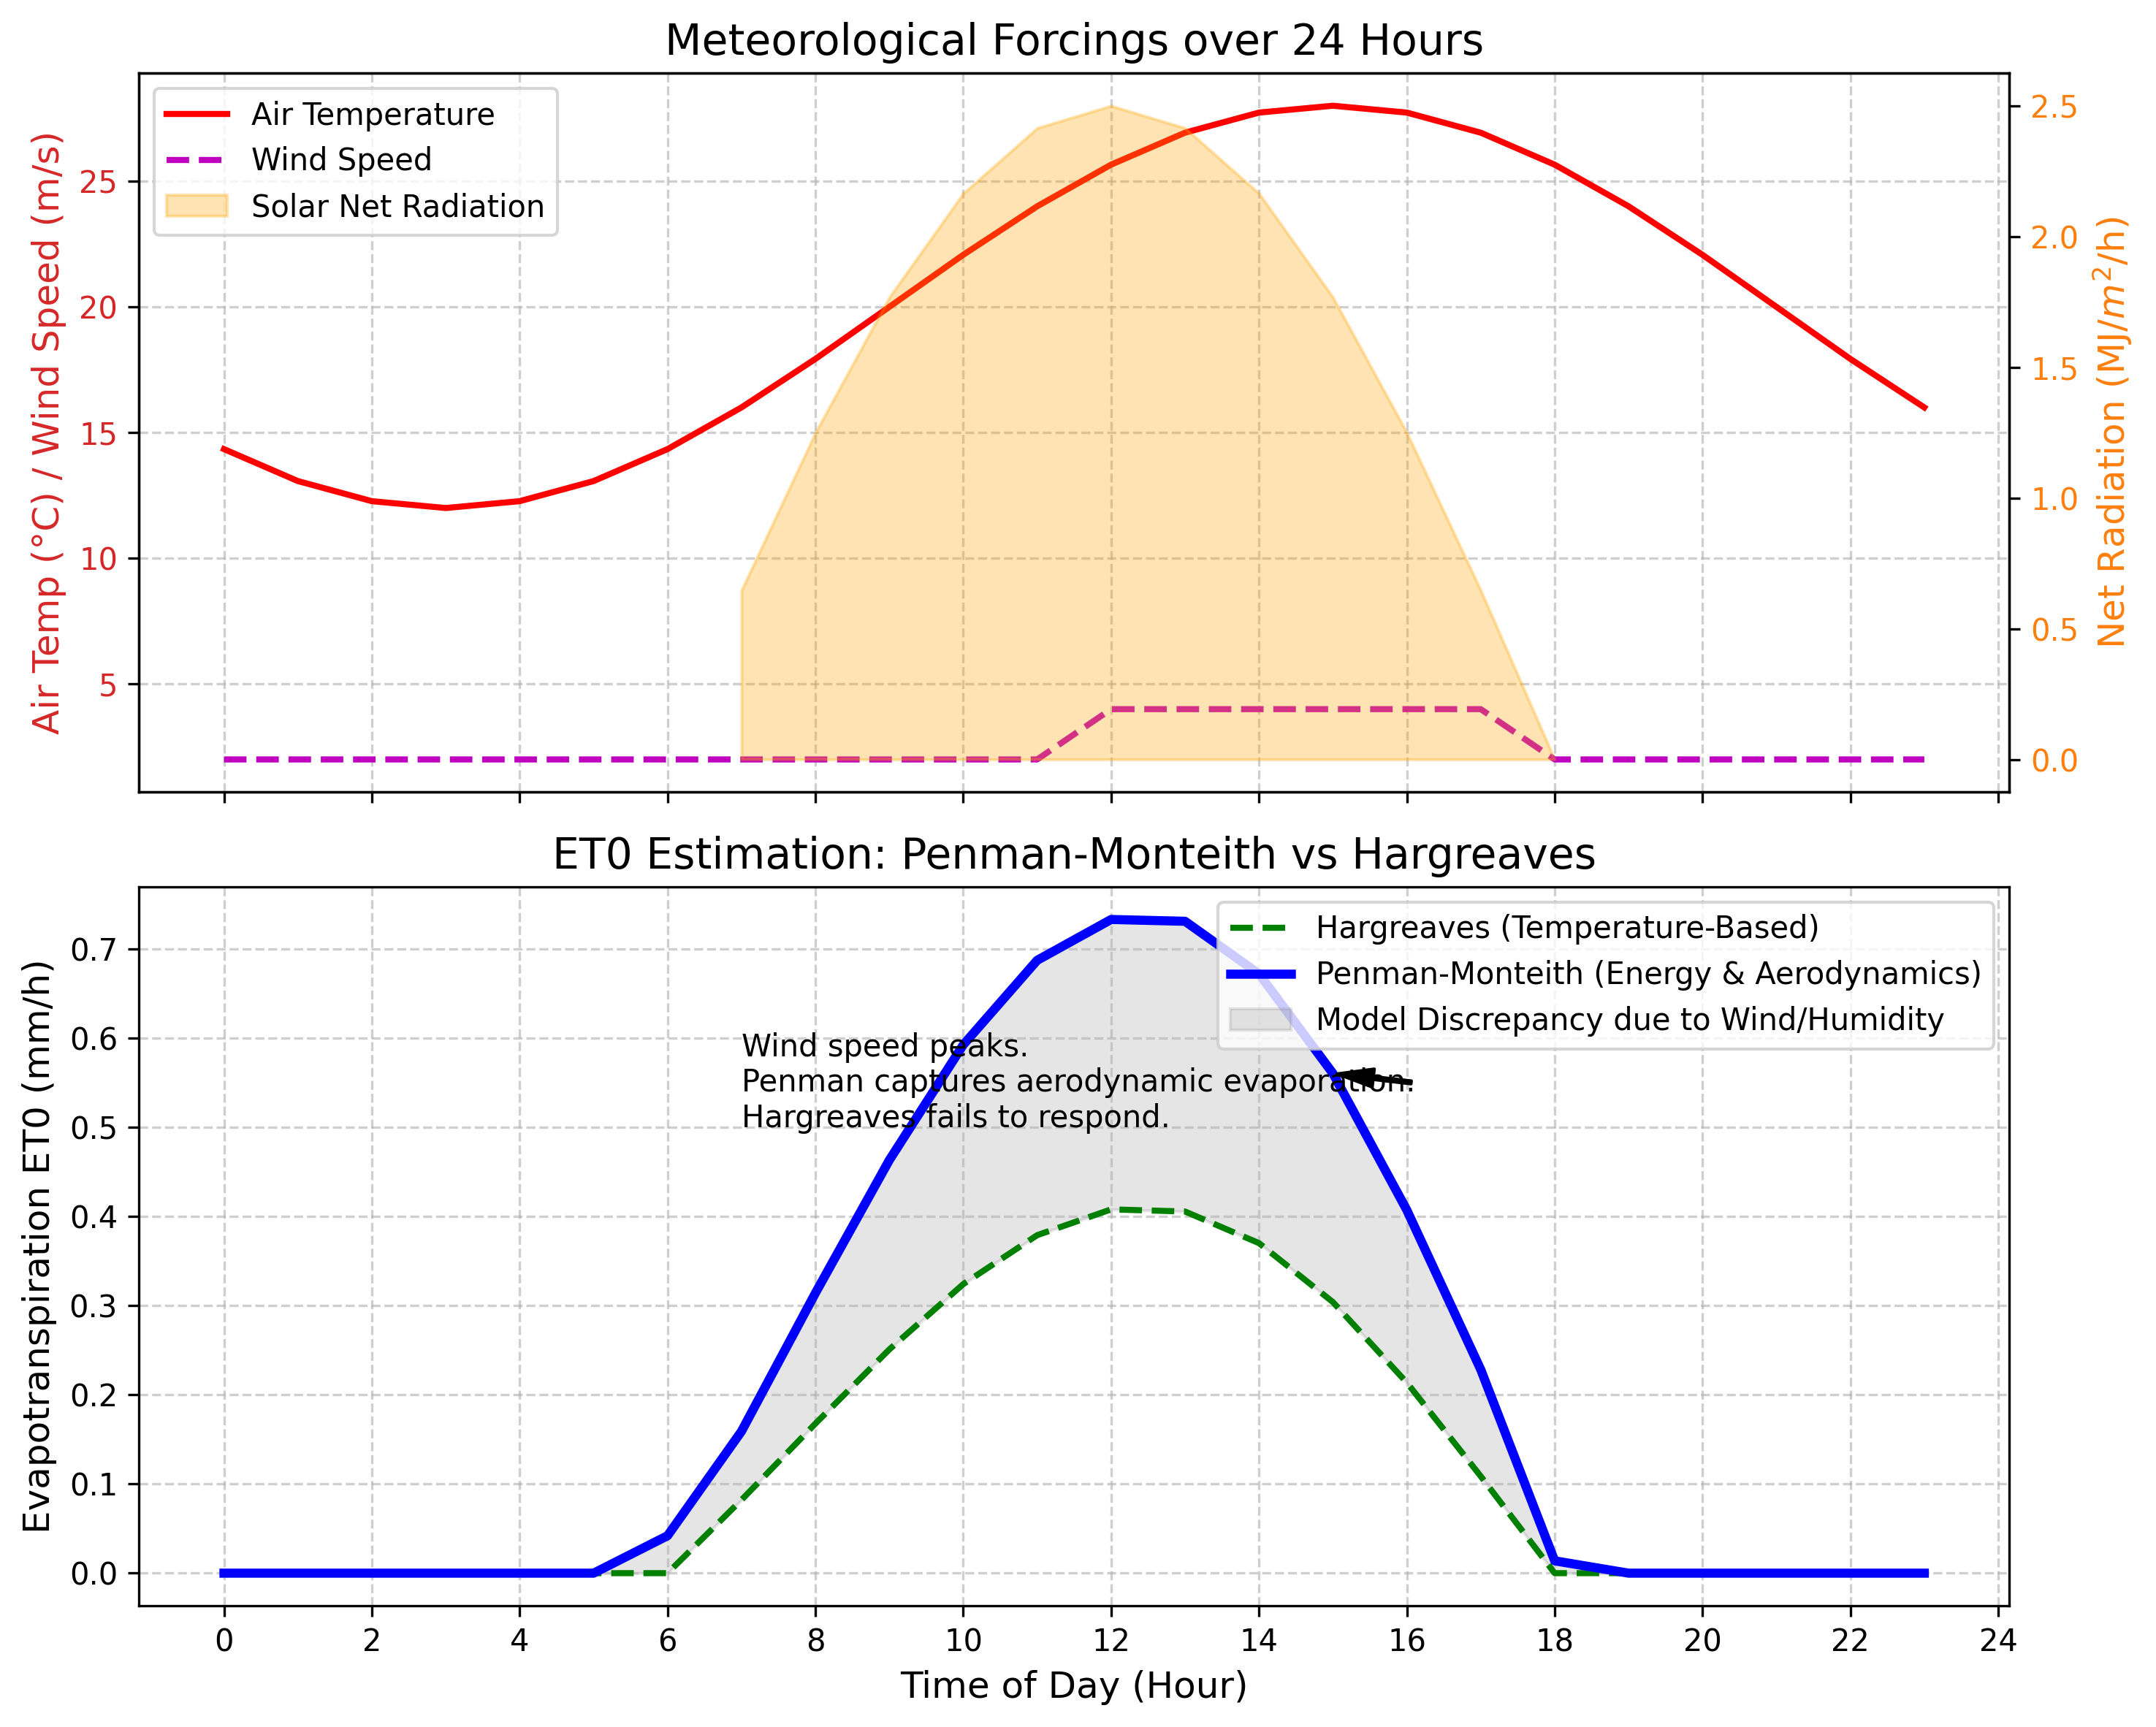 Meteorological Forcings over 24 Hours
Air Temperature
Wind Speed
Solar Net Radiation
Air Temp (°C) / Wind Speed (m/s)
25
20
15
10
5
2.5
2.0
1.5
1.0
0.5
0.0
Net Radiation (MJ/m²/h)
ET0 Estimation: Penman-Monteith vs Hargreaves
Hargreaves (Temperature-Based)
Penman-Monteith (Energy & Aerodynamics)
Model Discrepancy due to Wind/Humidity
Wind speed peaks.
Penman captures aerodynamic evaporation.
Hargreaves fails to respond.
Evapotranspiration ET0 (mm/h)
0.7
0.6
0.5
0.4
0.3
0.2
0.1
0.0
0 2 4 6 8 10 12 14 16 18 20 22 24
Time of Day (Hour)